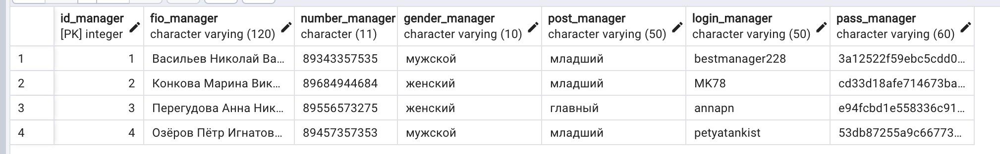 id_manager fio_manager number_manager gender_manager post_manager login_manager pass_manager
[PK] integer character varying (120) character (11) character varying (10) character varying (50) character varying (50) character varying (60)
1 1 Васильев Николай Ва... 89343357535 мужской младший bestmanager228 3a12522f59ebc5cdd0...
2 2 Конкова Марина Вик... 89684944684 женский младший MK78 cd33d18afe714673ba...
3 3 Перегудова Анна Ник... 89556573275 женский главный annapn e94fcbd1e558336c91...
4 4 Озёров Пётр Игнатов... 89457357353 мужской младший petyatankist 53db87255a9c66773...